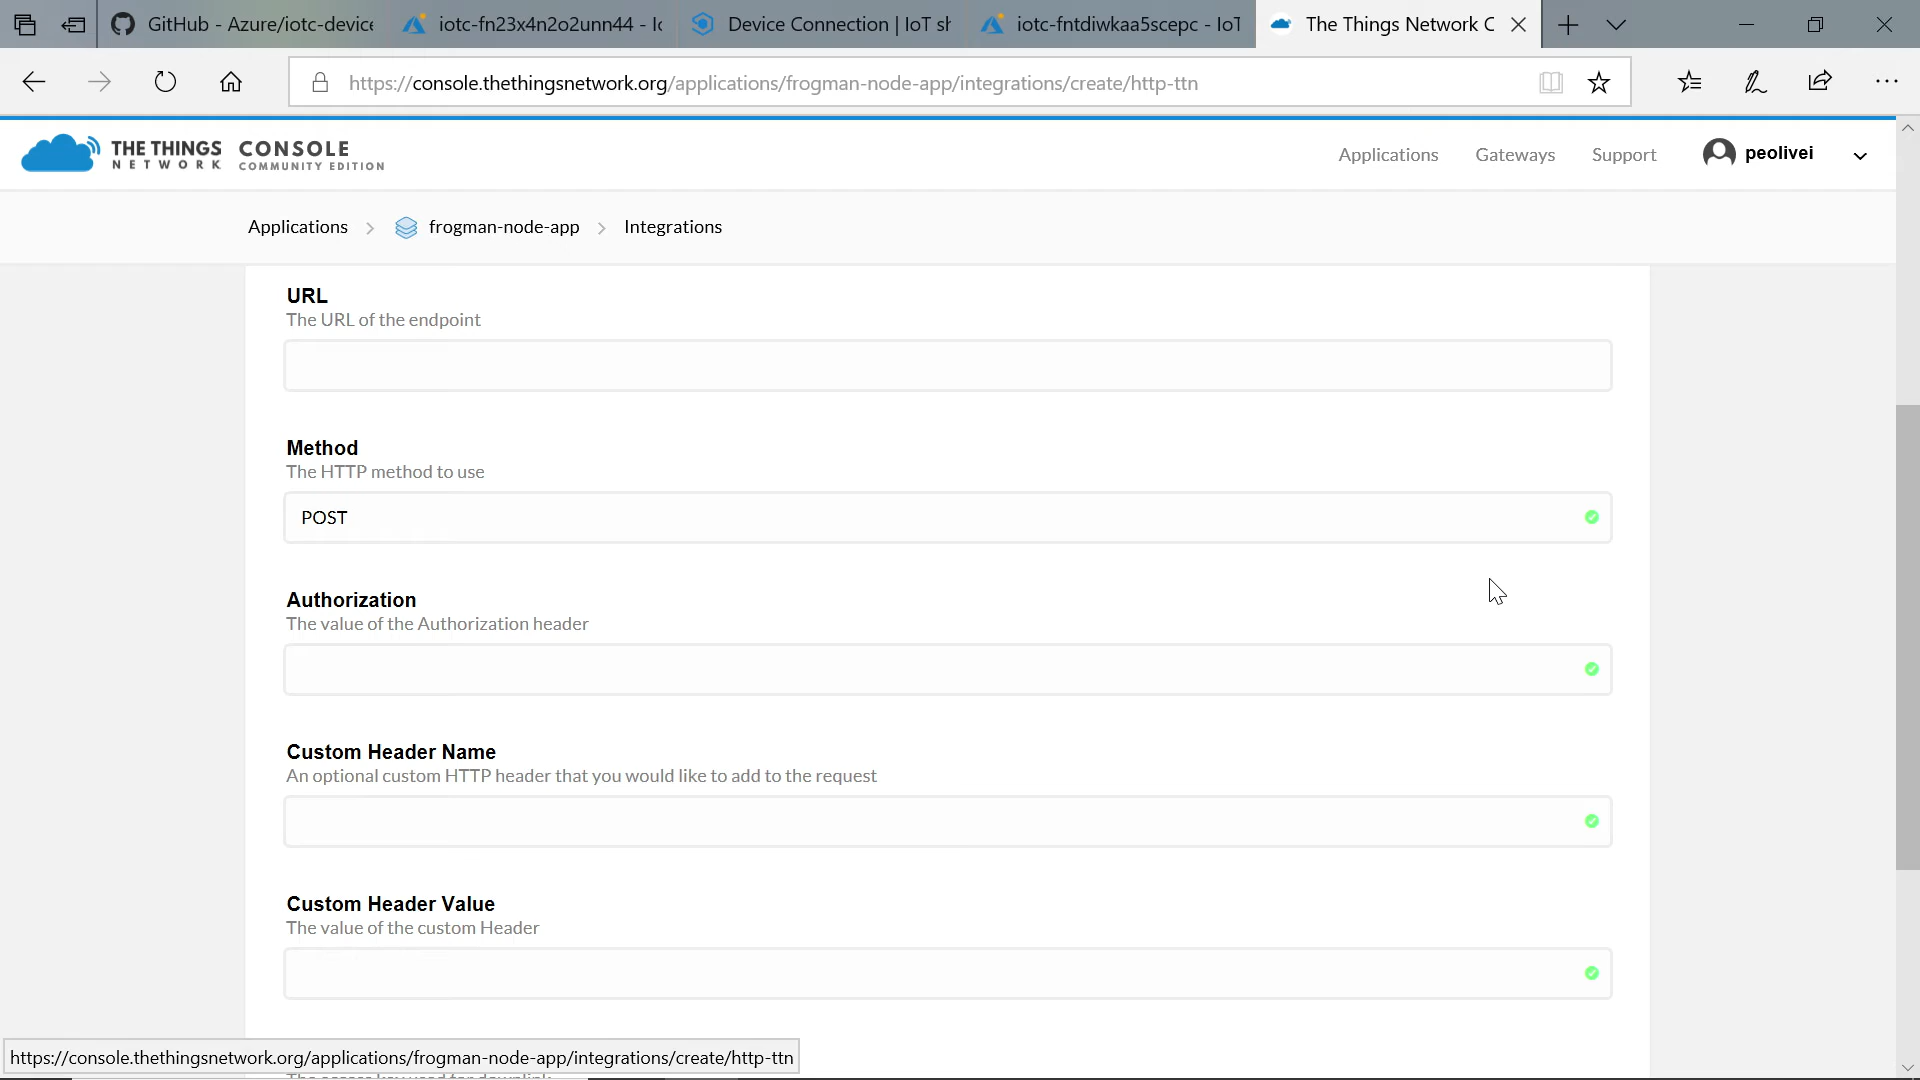 GitHub - Azure/iotc-device
iotc-fn23x4n2o2unn44 - Ic
Device Connection | IoT sh
iotc-fntdiwkaa5scepc - IoT
The Things Network C
https://console.thethingsnetwork.org/applications/frogman-node-app/integrations/create/http-ttn
THE THINGS NETWORK
CONSOLE
COMMUNITY EDITION
Applications
Gateways
Support
peolivei
Applications
frogman-node-app
Integrations
URL
The URL of the endpoint
Method
The HTTP method to use
POST
Authorization
The value of the Authorization header
Custom Header Name
An optional custom HTTP header that you would like to add to the request
Custom Header Value
The value of the custom Header
https://console.thethingsnetwork.org/applications/frogman-node-app/integrations/create/http-ttn